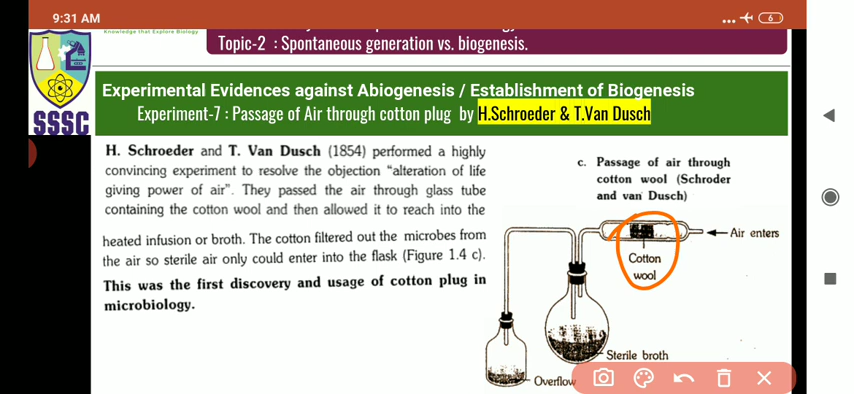 9:31 AM
6
Knowledge that Explore Biology
Topic-2 : Spontaneous generation vs. biogenesis.
SSSC
Experimental Evidences against Abiogenesis / Establishment of Biogenesis
Experiment-7 : Passage of Air through cotton plug by H.Schroeder & T.Van Dusch
H. Schroeder and T. Van Dusch (1854) performed a highly
convincing experiment to resolve the objection "alteration of life
giving power of air". They passed the air through glass tube
containing the cotton wool and then allowed it to reach into the
heated infusion or broth. The cotton filtered out the microbes from
the air so sterile air only could enter into the flask (Figure 1.4 c).
This was the first discovery and usage of cotton plug in
microbiology.
c. Passage of air through
cotton wool (Schroder
and van Dusch)
Air enters
Cotton
wool
Sterile broth
Overflow